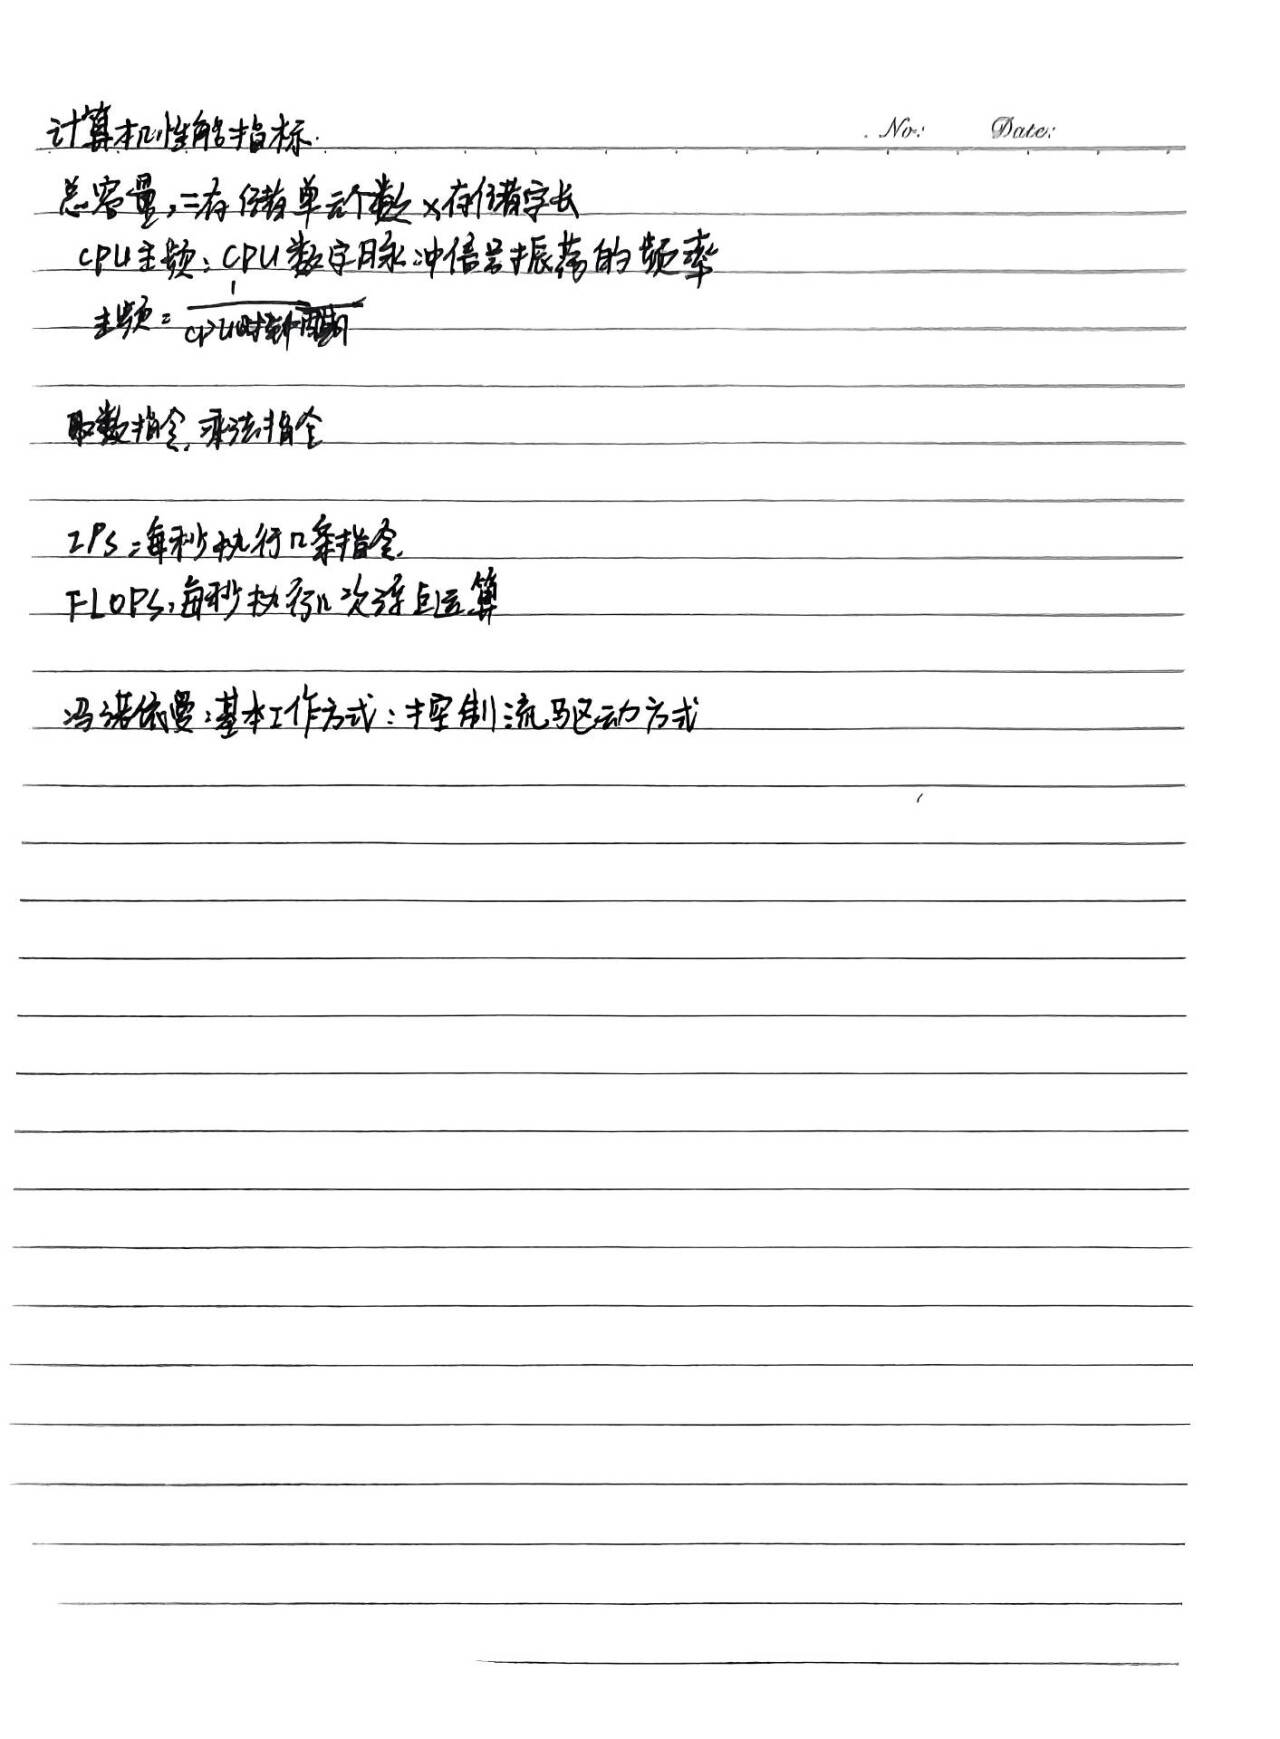 No.: Date:
计算机性能指标.
总容量,=存储单元个数×存储字长
CPU主频:CPU数字脉冲信号振荡的频率
主频= 1
CPU时钟周期
取数指令,乘法指令
IPS:每秒执行几条指令.
FLOPS:每秒执行几次浮点运算
冯诺依曼:基本工作方式:控制流驱动方式